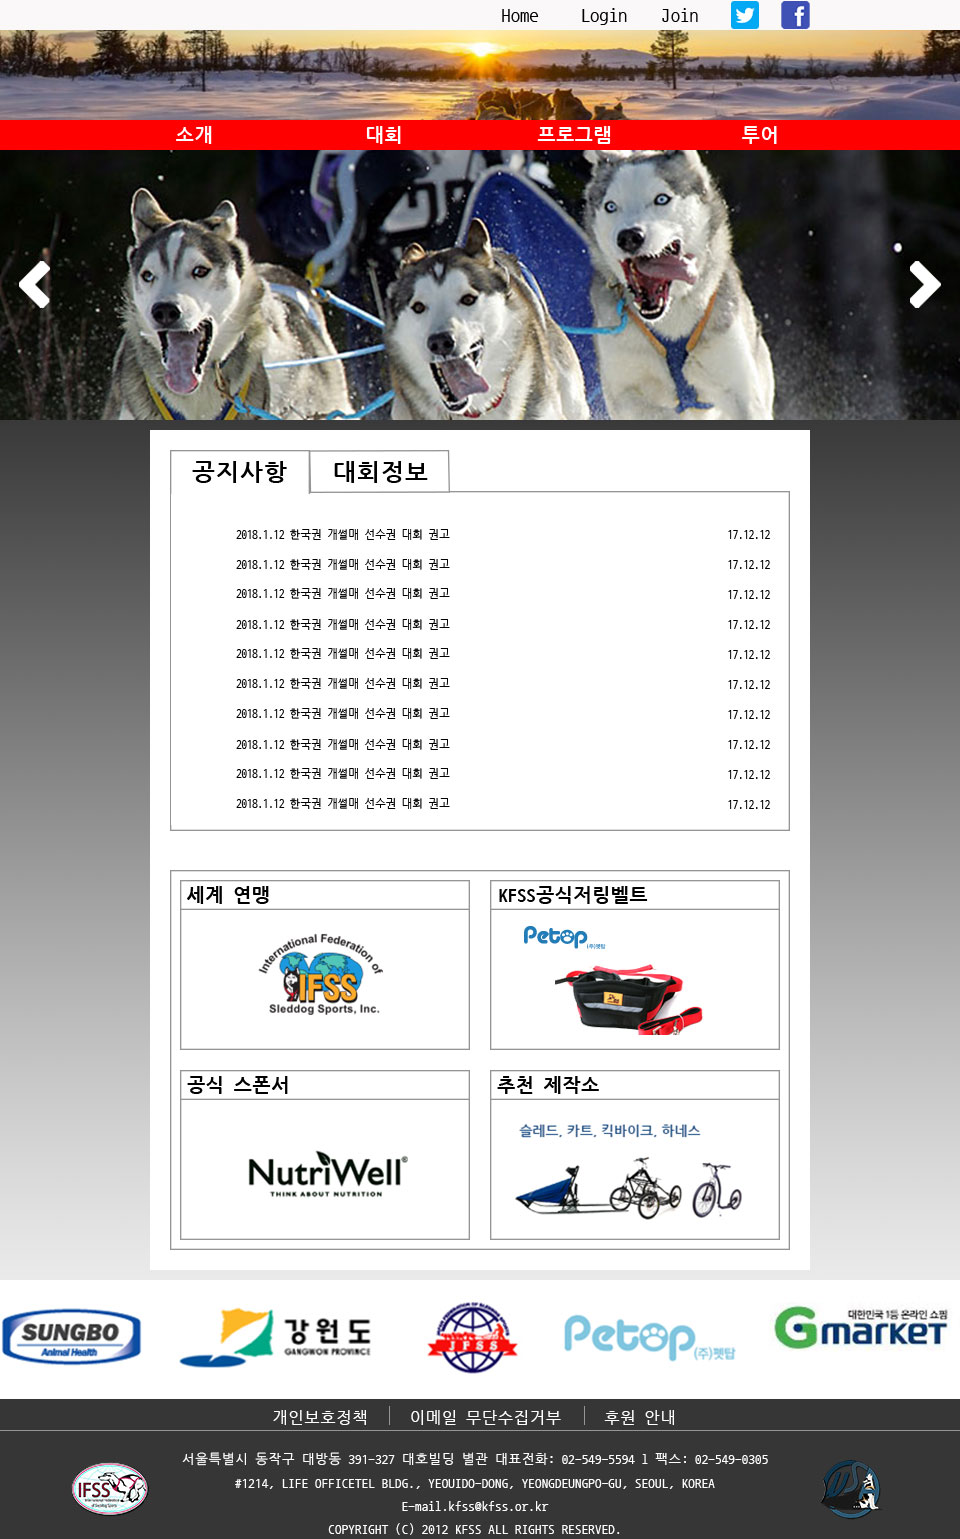 Home Login Join
소개 대회 프로그램 투어
공지사항 대회정보
2018.1.12 한국권 개썰매 선수권 대회 권고 17.12.12
2018.1.12 한국권 개썰매 선수권 대회 권고 17.12.12
2018.1.12 한국권 개썰매 선수권 대회 권고 17.12.12
2018.1.12 한국권 개썰매 선수권 대회 권고 17.12.12
2018.1.12 한국권 개썰매 선수권 대회 권고 17.12.12
2018.1.12 한국권 개썰매 선수권 대회 권고 17.12.12
2018.1.12 한국권 개썰매 선수권 대회 권고 17.12.12
2018.1.12 한국권 개썰매 선수권 대회 권고 17.12.12
2018.1.12 한국권 개썰매 선수권 대회 권고 17.12.12
2018.1.12 한국권 개썰매 선수권 대회 권고 17.12.12
세계 연맹
International Federation of
IFSS
Sleddog Sports, Inc.
KFSS공식저링벨트
Petop (주)펫탑
공식 스폰서
NutriWell®
THINK ABOUT NUTRITION
추천 제작소
슬레드, 카트, 킥바이크, 하네스
SUNGBO
Animal Health
강원도
GANGWON PROVINCE
JFSS
Petop (주)펫탑
대한민국 1등 온라인 쇼핑
Gmarket
개인보호정책 이메일 무단수집거부 후원 안내
서울특별시 동작구 대방동 391-327 대호빌딩 별관 대표전화: 02-549-5594 l 팩스: 02-549-0305
#1214, LIFE OFFICETEL BLDG., YEOUIDO-DONG, YEONGDEUNGPO-GU, SEOUL, KOREA
E-mail.kfss@kfss.or.kr
COPYRIGHT (C) 2012 KFSS ALL RIGHTS RESERVED.
IFSS